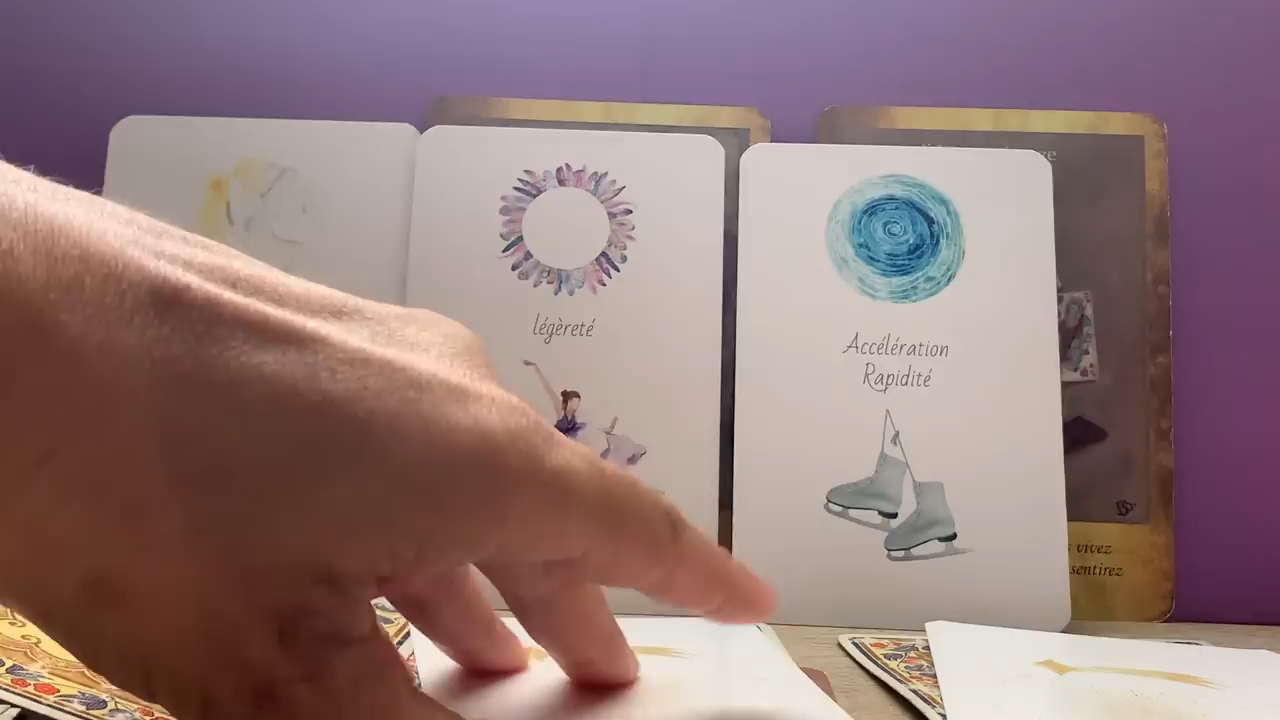 légèreté
Accélération
Rapidité
vivez
sentirez